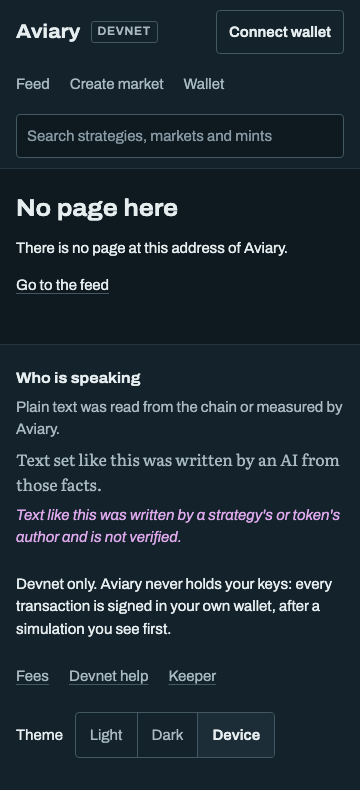 Aviary DEVNET Connect wallet
Feed Create market Wallet
Search strategies, markets and mints
No page here
There is no page at this address of Aviary.
Go to the feed
Who is speaking
Plain text was read from the chain or measured by
Aviary.
Text set like this was written by an AI from
those facts.
Text like this was written by a strategy's or token's
author and is not verified.
Devnet only. Aviary never holds your keys: every
transaction is signed in your own wallet, after a
simulation you see first.
Fees Devnet help Keeper
Theme Light Dark Device